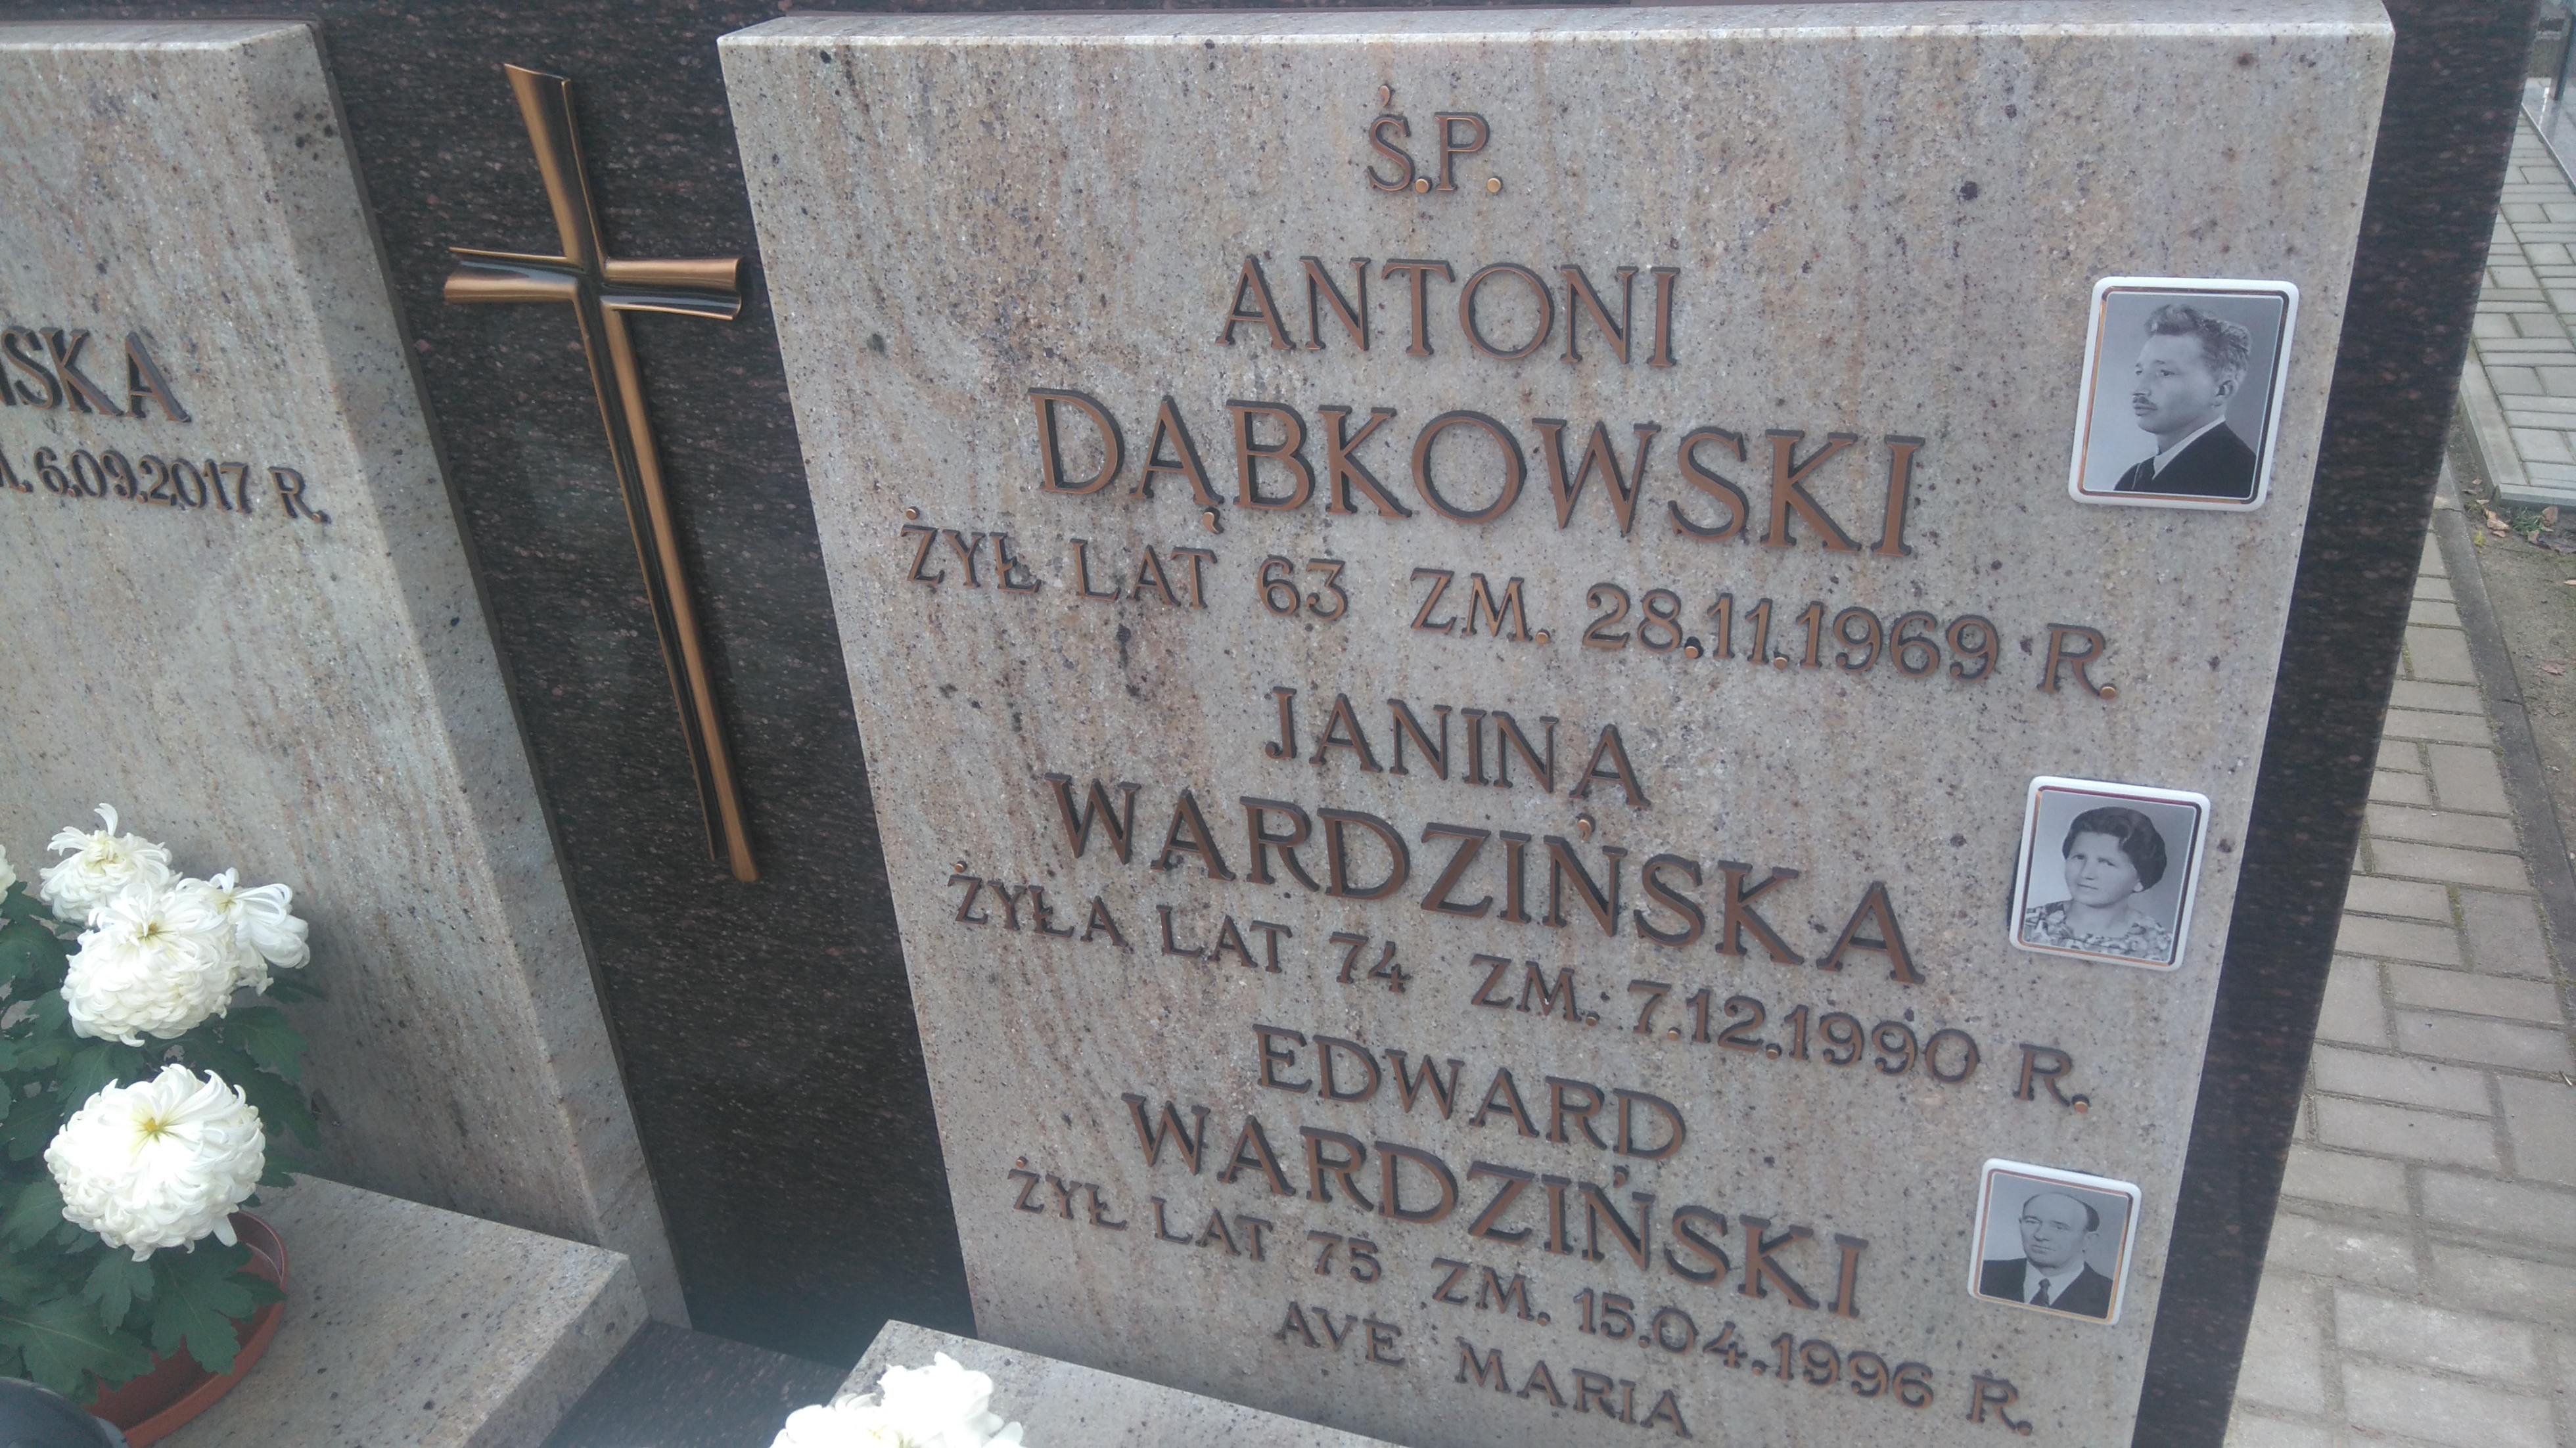 6.09.2017 R.
Ś.P.
ANTONI
DĄBKOWSKI
ŻYŁ LAT 63 ZM. 28.11.1969 R.
JANINA
WARDZIŃSKA
ŻYŁA LAT 74 ZM. 7.12.1990 R.
EDWARD
WARDZIŃSKI
ŻYŁ LAT 75 ZM. 15.04.1996 R.
AVE MARIA